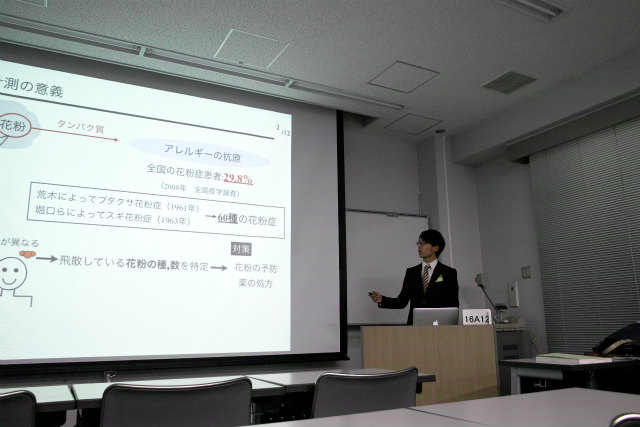 計測の意義
2 /12
花粉
タンパク質
アレルギーの抗原
全国の花粉症患者:29.8%
(2008年 全国疫学調査)
荒木によってブタクサ花粉症(1961年)
堀口らによってスギ花粉症(1963年)
60種の花粉症
が異なる
飛散している花粉の種,数を特定
対策
花粉の予防
薬の処方
16A12